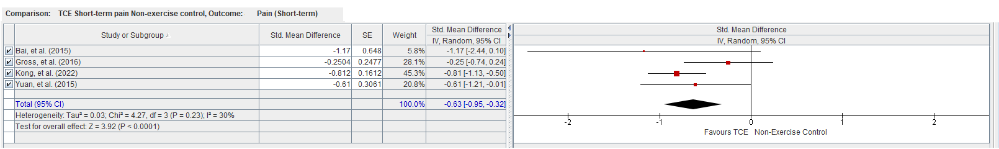 Comparison: TCE Short-term pain Non-exercise control, Outcome: Pain (Short-term)
Study or Subgroup Std. Mean Difference SE Weight Std. Mean Difference Std. Mean Difference
IV, Random, 95% CI IV, Random, 95% CI
Bai, et al. (2015) -1.17 0.648 5.8% -1.17 [-2.44, 0.10]
Gross, et al. (2016) -0.2504 0.2477 28.1% -0.25 [-0.74, 0.24]
Kong, et al. (2022) -0.812 0.1612 45.3% -0.81 [-1.13, -0.50]
Yuan, et al. (2015) -0.61 0.3061 20.8% -0.61 [-1.21, -0.01]
Total (95% CI) 100.0% -0.63 [-0.95, -0.32]
Heterogeneity: Tau² = 0.03; Chi² = 4.27, df = 3 (P = 0.23); I² = 30%
Test for overall effect: Z = 3.92 (P < 0.0001)
-2 -1 0 1 2
Favours TCE Non-Exercise Control